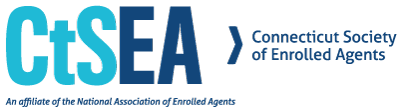 CtSEA
Connecticut Society
of Enrolled Agents
An affiliate of the National Association of Enrolled Agents